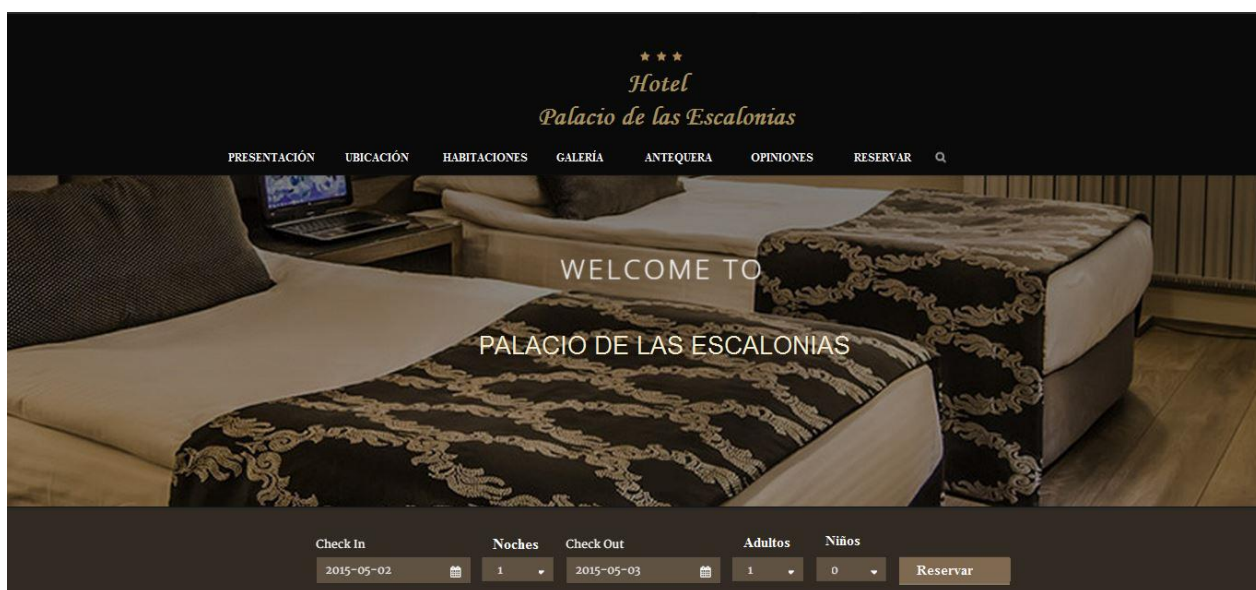 Hotel
Palacio de las Escalonias
PRESENTACIÓN UBICACIÓN HABITACIONES GALERÍA ANTEQUERA OPINIONES RESERVAR
WELCOME TO
PALACIO DE LAS ESCALONIAS
Check In Noches Check Out Adultos Niños
2015-05-02 1 2015-05-03 1 0 Reservar